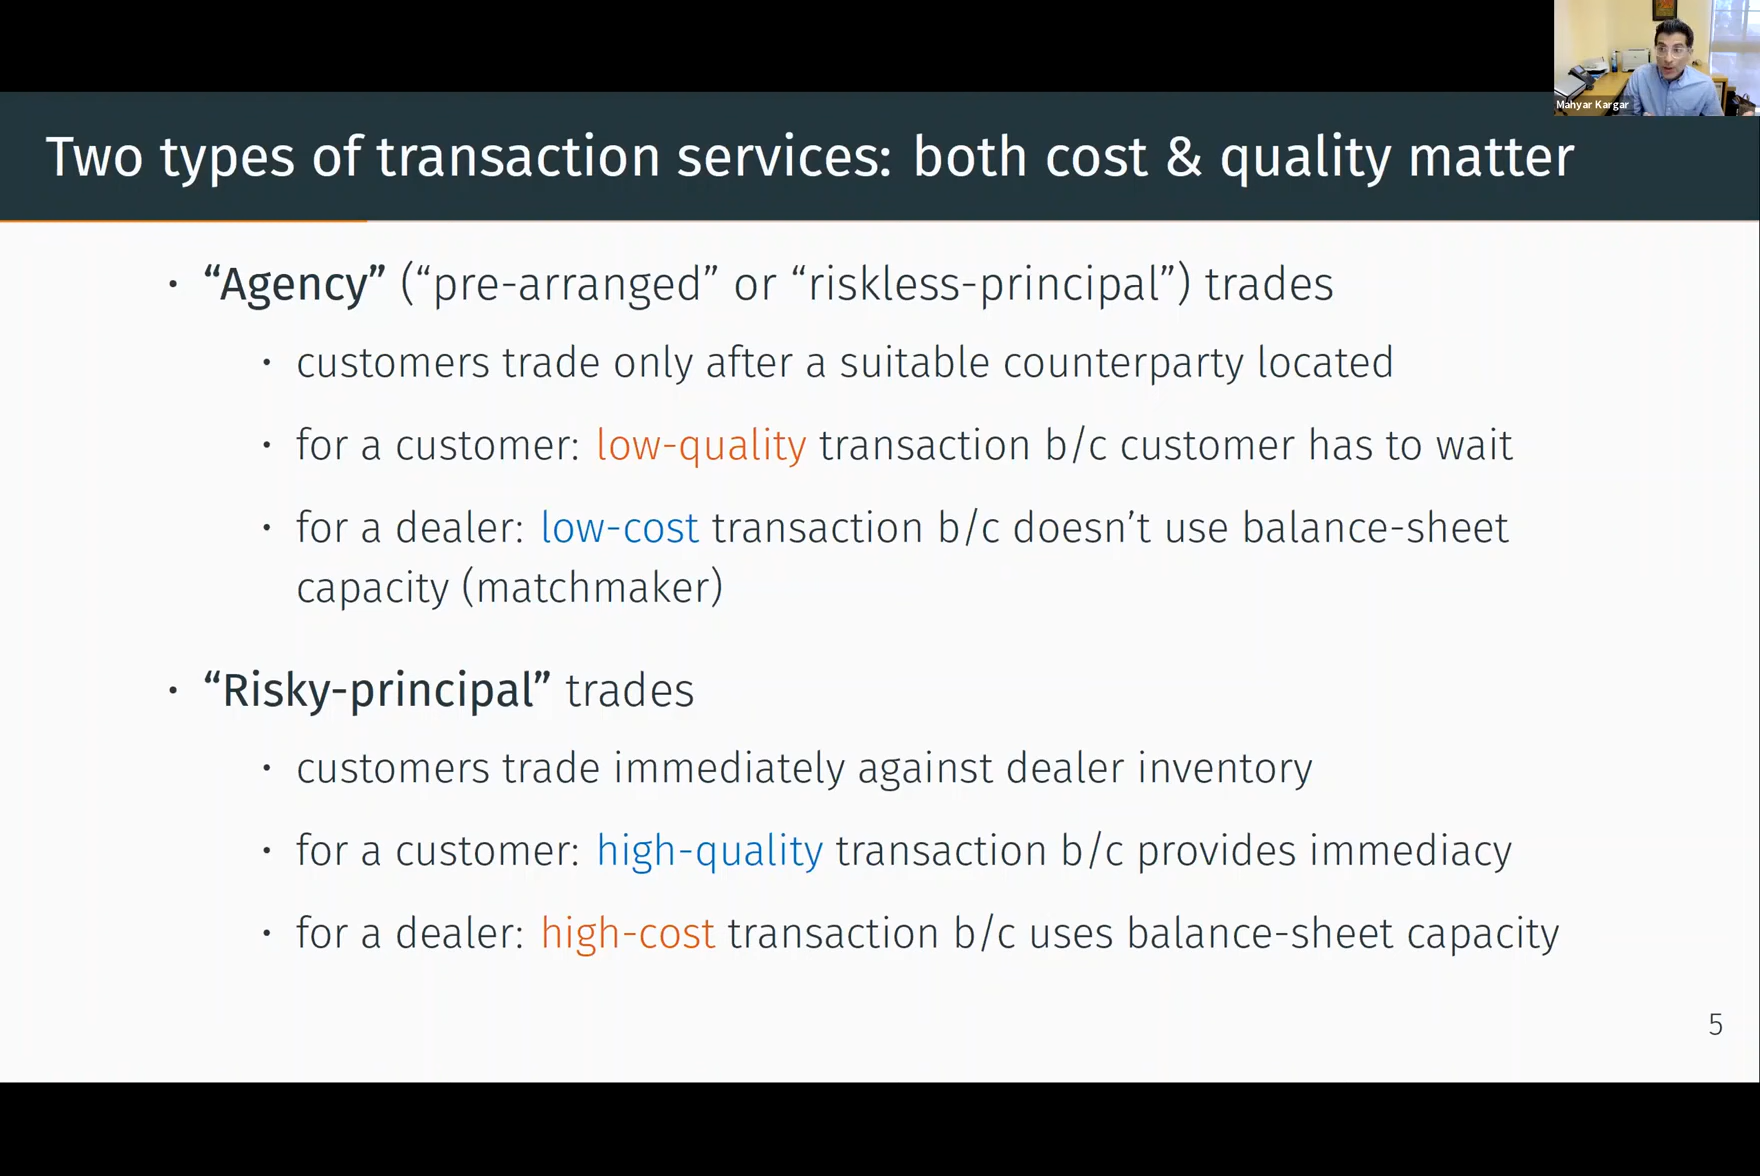 Mahyar Kargar
Two types of transaction services: both cost & quality matter
• “Agency” (“pre-arranged” or “riskless-principal”) trades
• customers trade only after a suitable counterparty located
• for a customer: low-quality transaction b/c customer has to wait
• for a dealer: low-cost transaction b/c doesn’t use balance-sheet
capacity (matchmaker)
• “Risky-principal” trades
• customers trade immediately against dealer inventory
• for a customer: high-quality transaction b/c provides immediacy
• for a dealer: high-cost transaction b/c uses balance-sheet capacity
5